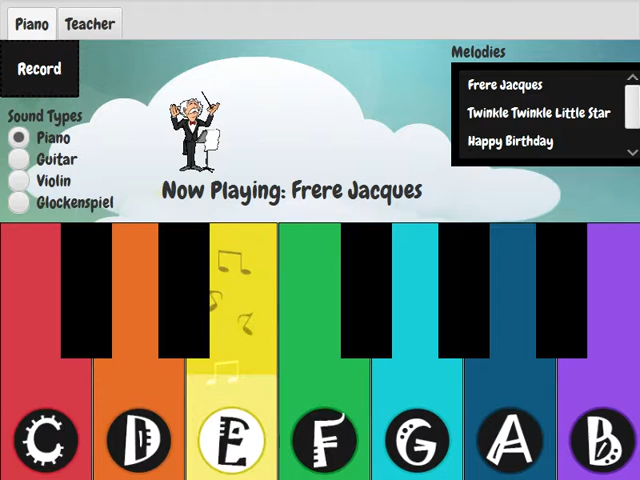 Piano Teacher
Record
Sound Types
Piano
Guitar
Violin
Glockenspiel
Melodies
Frere Jacques
Twinkle Twinkle Little Star
Happy Birthday
Now Playing: Frere Jacques
C D E F G A B